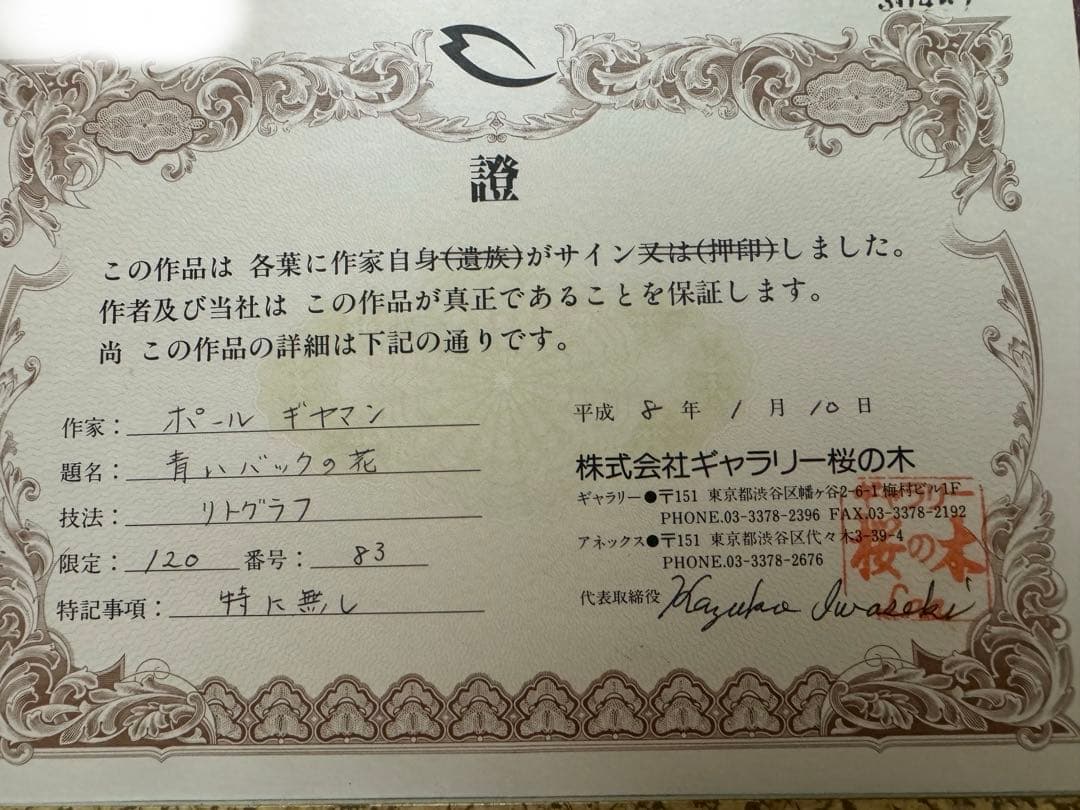 證
この作品は 各葉に作家自身(遺族)がサイン又は(押印)しました。
作者及び当社は この作品が真正であることを保証します。
尚 この作品の詳細は下記の通りです。
作家：ポール ギヤマン
題名：青いバックの花
技法：リトグラフ
限定：120 番号：83
特記事項：特に無し
平成 8 年 1 月 10 日
株式会社ギャラリー桜の木
ギャラリー●〒151 東京都渋谷区幡ヶ谷2-6-1 梅村ビル1F
PHONE.03-3378-2396 FAX.03-3378-2192
アネックス●〒151 東京都渋谷区代々木3-39-4
PHONE.03-3378-2676
代表取締役 Kazuko Iwaseki
ギャラリー
桜の木